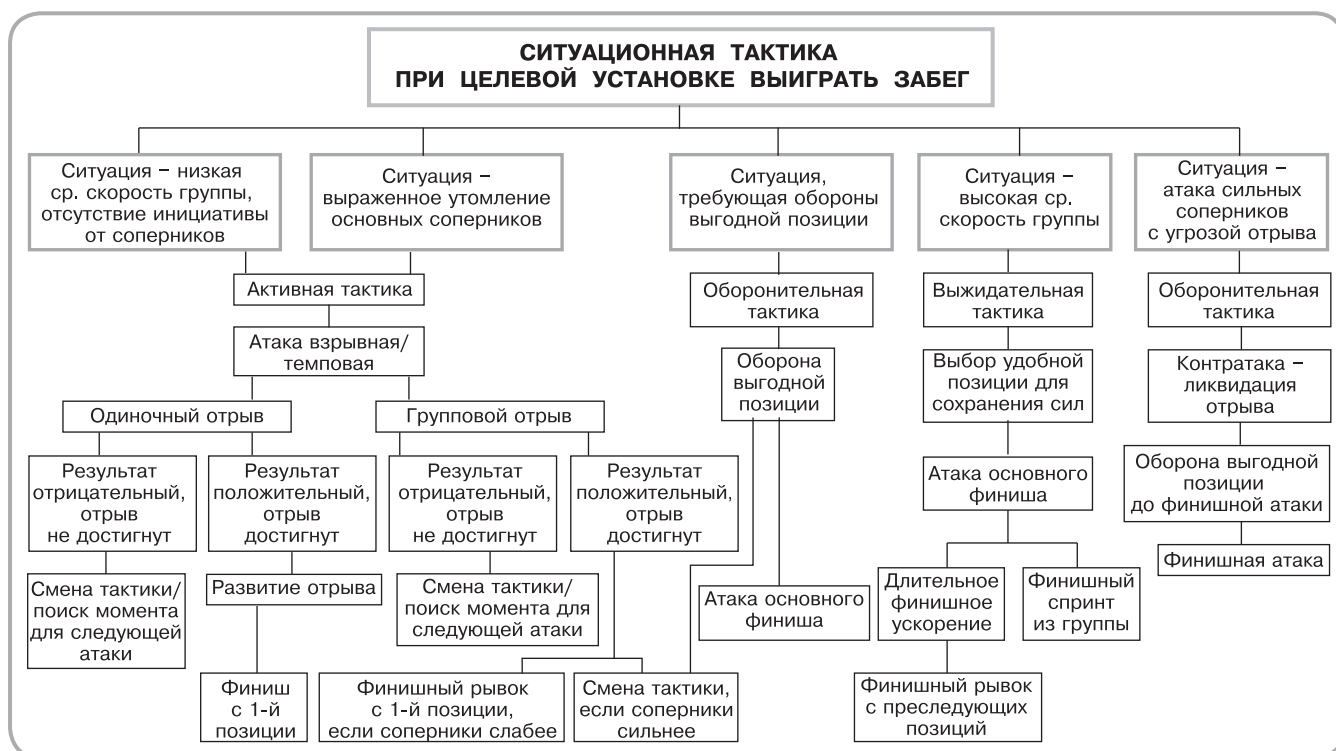 СИТУАЦИОННАЯ ТАКТИКА
ПРИ ЦЕЛЕВОЙ УСТАНОВКЕ ВЫИГРАТЬ ЗАБЕГ
Ситуация – низкая
ср. скорость группы,
отсутствие инициативы
от соперников
Ситуация –
выраженное утомление
основных соперников
Ситуация,
требующая обороны
выгодной позиции
Ситуация –
высокая ср.
скорость группы
Ситуация –
атака сильных
соперников
с угрозой отрыва
Активная тактика
Оборонительная
тактика
Выжидательная
тактика
Оборонительная
тактика
Атака взрывная/
темповая
Оборона
выгодной
позиции
Выбор удобной
позиции для
сохранения сил
Контратака –
ликвидация
отрыва
Одиночный отрыв
Групповой отрыв
Результат
отрицательный,
отрыв
не достигнут
Результат
положительный,
отрыв
достигнут
Результат
отрицательный,
отрыв
не достигнут
Результат
положительный,
отрыв
достигнут
Атака основного
финиша
Оборона выгодной
позиции
до финишной атаки
Смена тактики/
поиск момента
для следующей
атаки
Развитие отрыва
Смена тактики/
поиск момента для
следующей атаки
Атака основного
финиша
Длительное
финишное
ускорение
Финишный
спринт
из группы
Финишная атака
Финиш
с 1-й
позиции
Финишный рывок
с 1-й позиции,
если соперники слабее
Смена тактики,
если соперники
сильнее
Финишный рывок
с преследующих
позиций